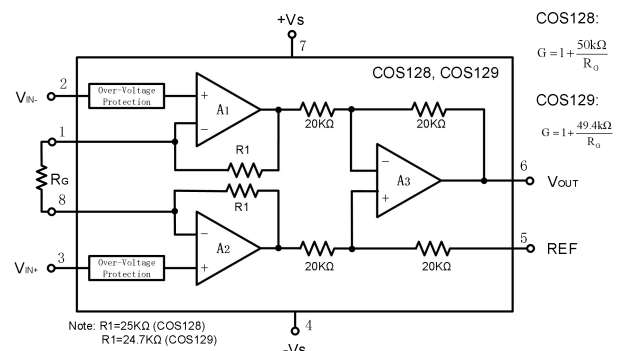 +Vs
7
COS128:
G = 1 + 50kΩ / RG
COS128, COS129
COS129:
G = 1 + 49.4kΩ / RG
2
VIN-
Over-Voltage
Protection
+
A1
−
20KΩ
20KΩ
1
R1
RG
−
A3
+
6
VOUT
R1
8
−
A2
+
5
REF
3
VIN+
Over-Voltage
Protection
20KΩ
20KΩ
Note: R1=25KΩ (COS128)
R1=24.7KΩ (COS129)
4
-Vs